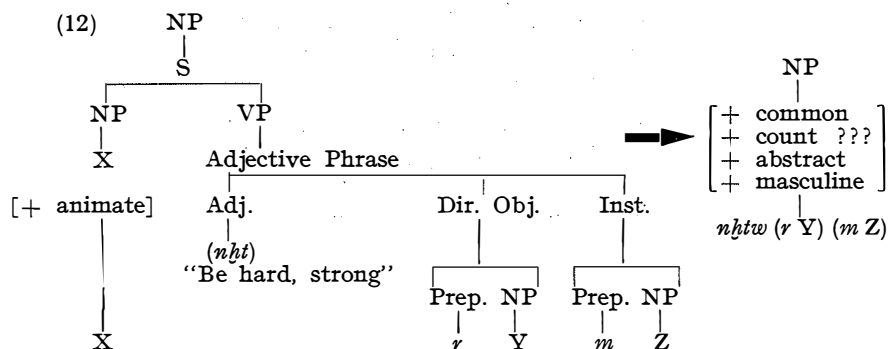 (12) NP
S
NP
NP VP
[+ common
X + count ???
Adjective Phrase + abstract
+ masculine]
[+ animate] Adj. Dir. Obj. Inst.
nḫtw (r Y) (m Z)
(nḫt)
“Be hard, strong”
Prep. NP Prep. NP
X r Y m Z